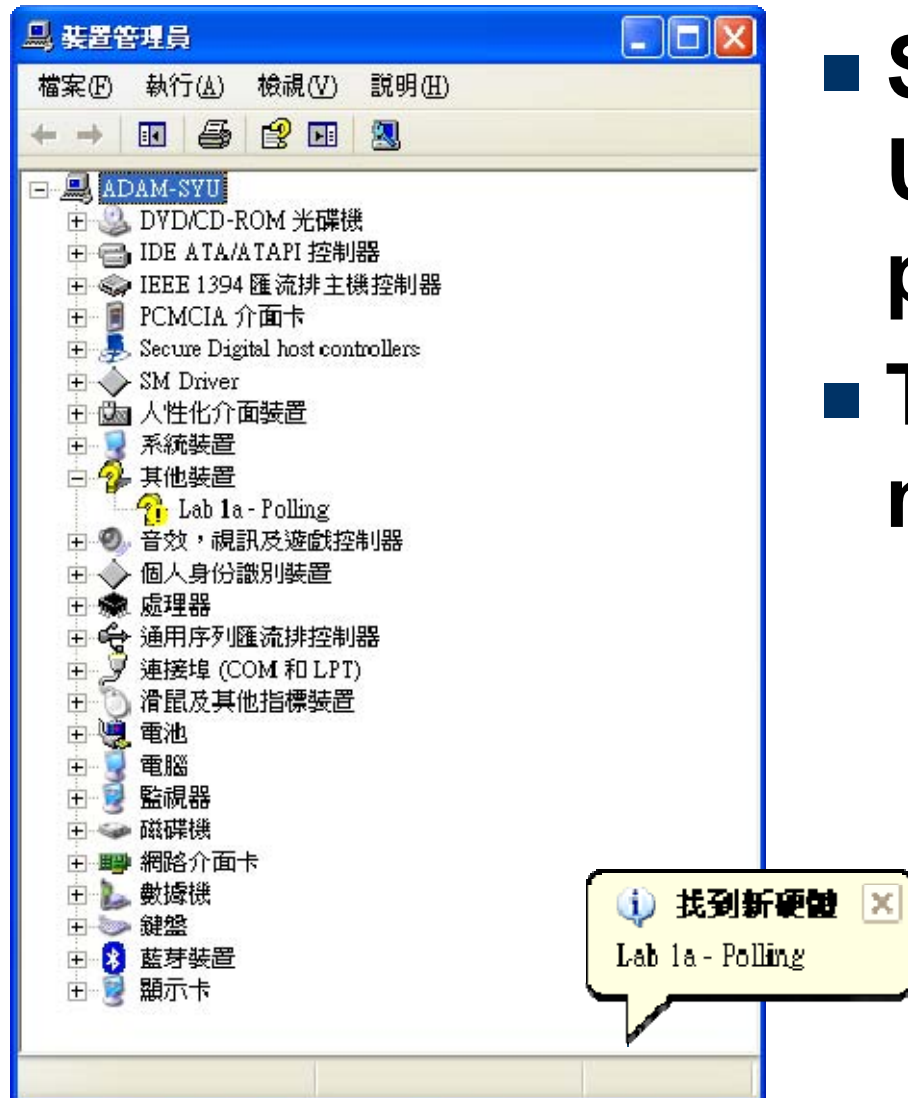 裝置管理員
檔案(F) 執行(A) 檢視(V) 說明(H)
ADAM-SYU
DVD/CD-ROM 光碟機
IDE ATA/ATAPI 控制器
IEEE 1394 匯流排主機控制器
PCMCIA 介面卡
Secure Digital host controllers
SM Driver
人性化介面裝置
系統裝置
其他裝置
Lab 1a - Polling
音效，視訊及遊戲控制器
個人身份識別裝置
處理器
通用序列匯流排控制器
連接埠 (COM 和 LPT)
滑鼠及其他指標裝置
電池
電腦
監視器
磁碟機
網路介面卡
數據機
鍵盤
藍芽裝置
顯示卡
找到新硬體
Lab 1a - Polling